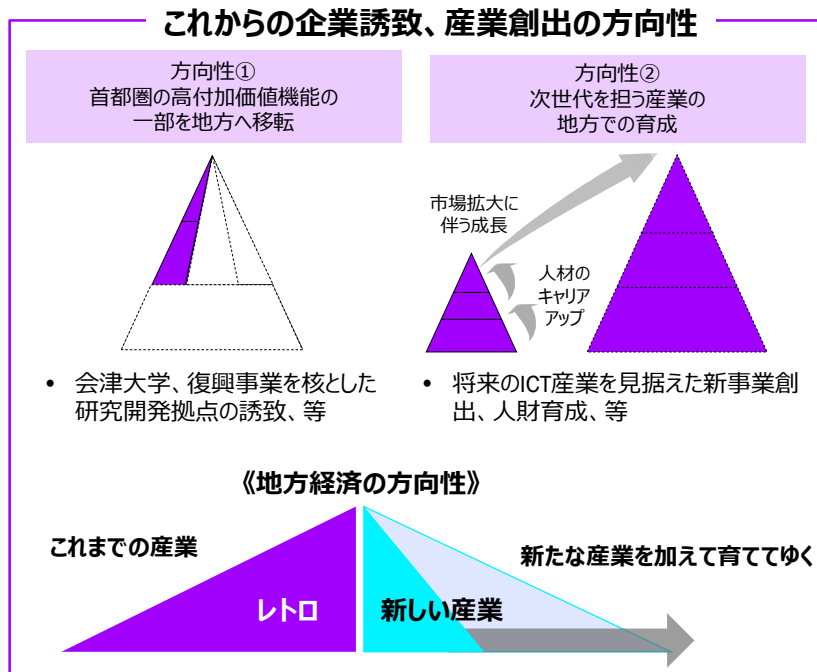 これからの企業誘致、産業創出の方向性
方向性①
首都圏の高付加価値機能の
一部を地方へ移転
方向性②
次世代を担う産業の
地方での育成
市場拡大に
伴う成長
人材の
キャリア
アップ
• 会津大学、復興事業を核とした
研究開発拠点の誘致、等
• 将来のICT産業を見据えた新事業創
出、人財育成、等
《地方経済の方向性》
これまでの産業
新たな産業を加えて育ててゆく
レトロ
新しい産業